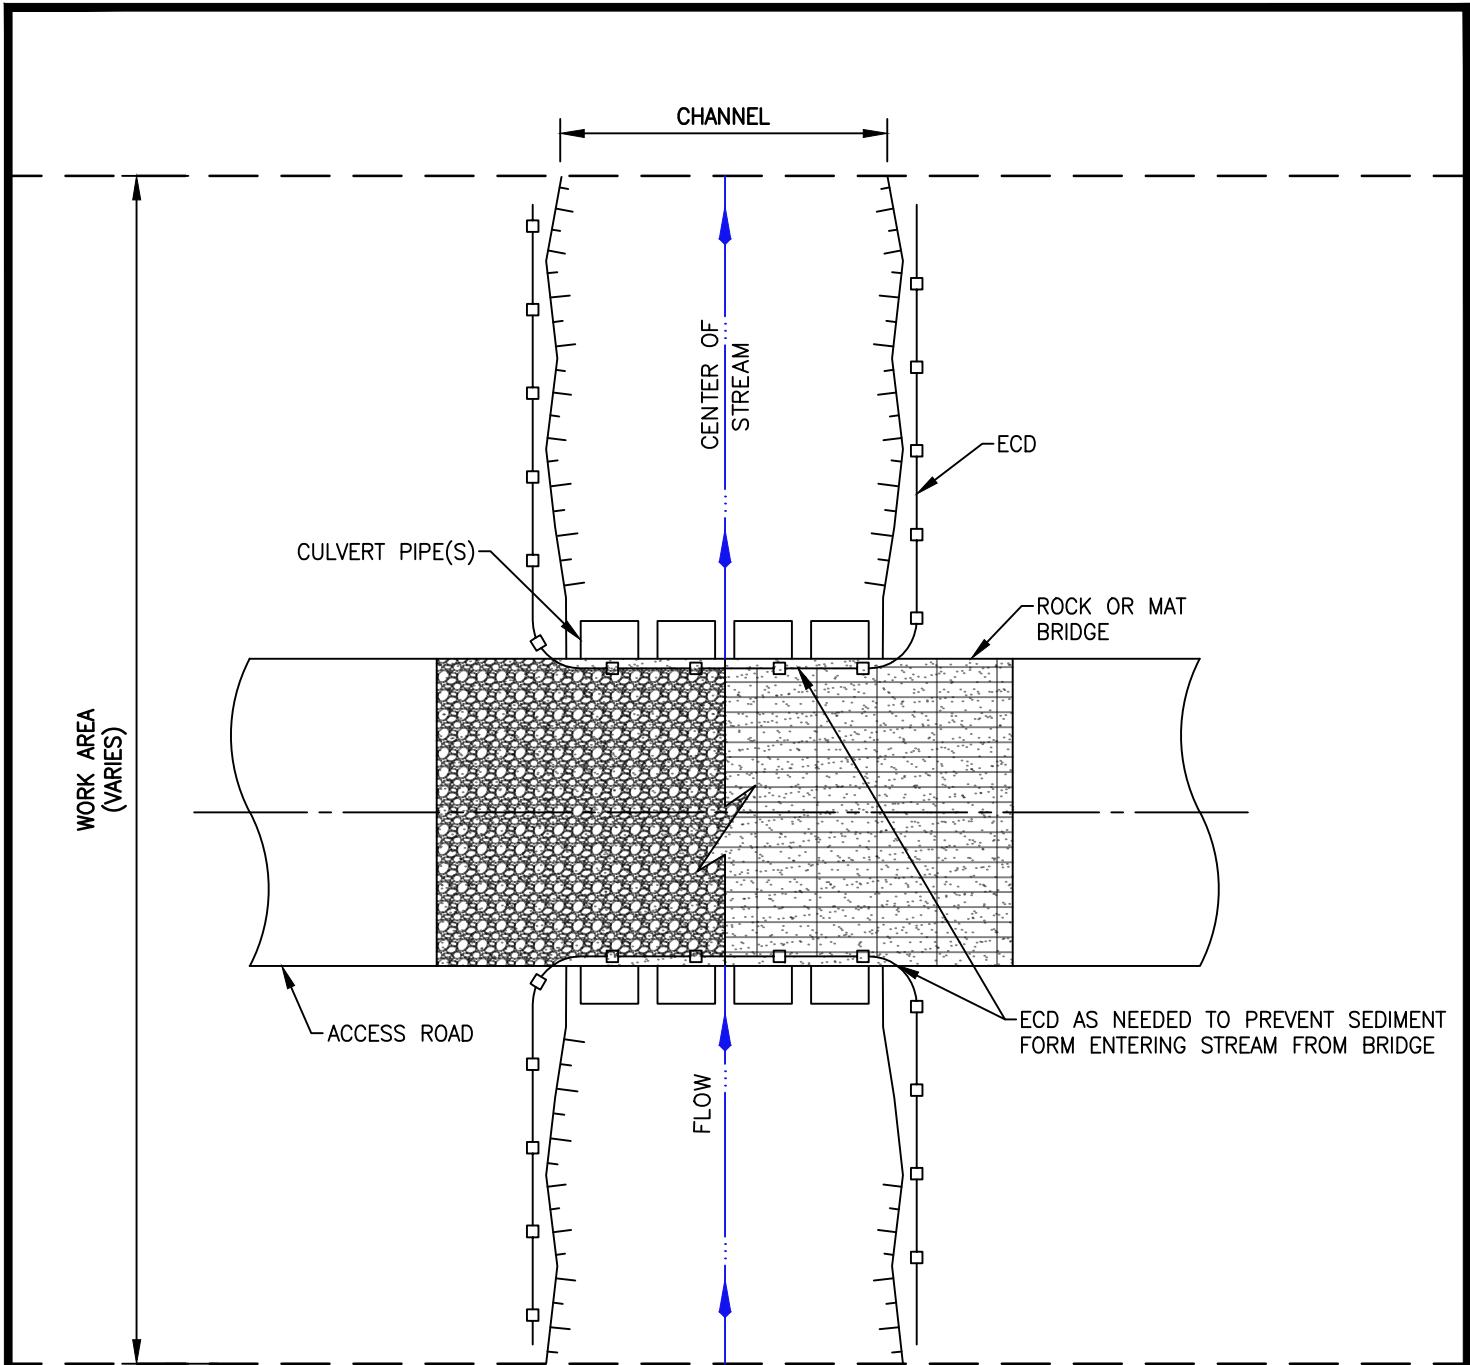 CHANNEL
CENTER OF
STREAM
ECD
CULVERT PIPE(S)
ROCK OR MAT
BRIDGE
WORK AREA
(VARIES)
ACCESS ROAD
ECD AS NEEDED TO PREVENT SEDIMENT
FORM ENTERING STREAM FROM BRIDGE
FLOW